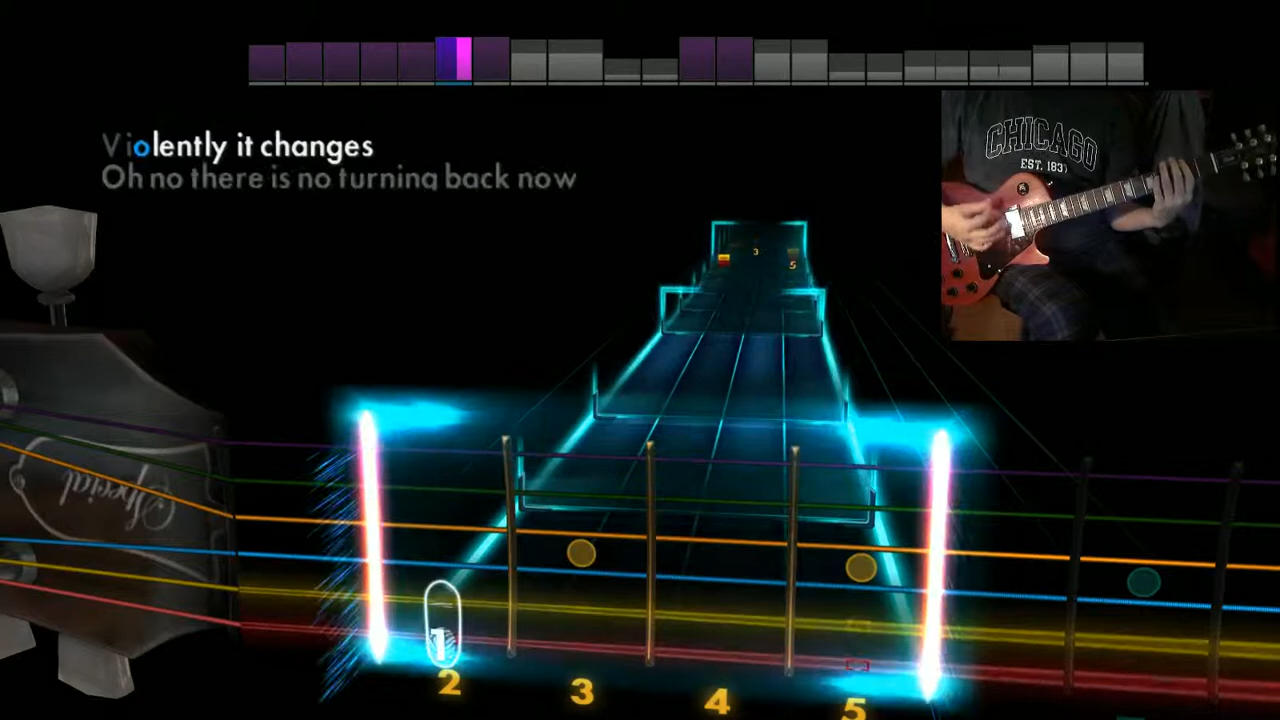 Violently it changes
Oh no there is no turning back now
CHICAGO
EST. 1837
3
5
Special
1
2
3
4
5